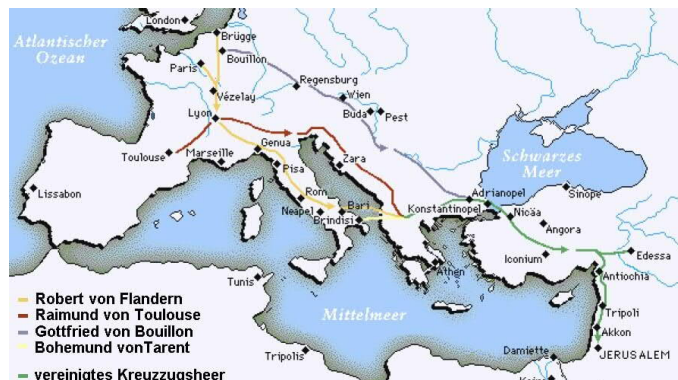 London
Atlantischer
Ozean
Brügge
Bouillon
Paris
Regensburg
Vézelay
Wien
Buda
Pest
Lyon
Toulouse
Marseille
Genua
Pisa
Zara
Schwarzes
Meer
Lissabon
Rom
Neapel
Bari
Brindisi
Konstantinopel
Adrianopel
Nicäa
Sinope
Angora
Iconium
Edessa
Antiochia
Athen
Tunis
Mittelmeer
Tripoli
Akkon
Tripolis
Damiette
JERUSALEM
Robert von Flandern
Raimund von Toulouse
Gottfried von Bouillon
Bohemund vonTarent
vereinigtes Kreuzzugsheer